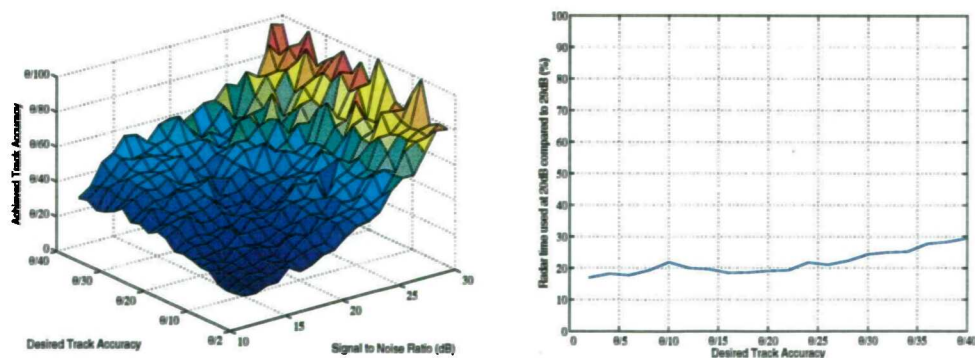 Achieved Track Accuracy
θ/100
θ/80
θ/60
θ/40
θ/20
0
θ/40
θ/30
θ/20
θ/10
θ/2
10
15
20
25
30
Desired Track Accuracy
Signal to Noise Ratio (dB)
Radar time used at 20dB compared to 28dB (%)
100
90
80
70
60
50
40
30
20
10
0
0
θ/5
θ/10
θ/15
θ/20
θ/25
θ/30
θ/35
θ/40
Desired Track Accuracy